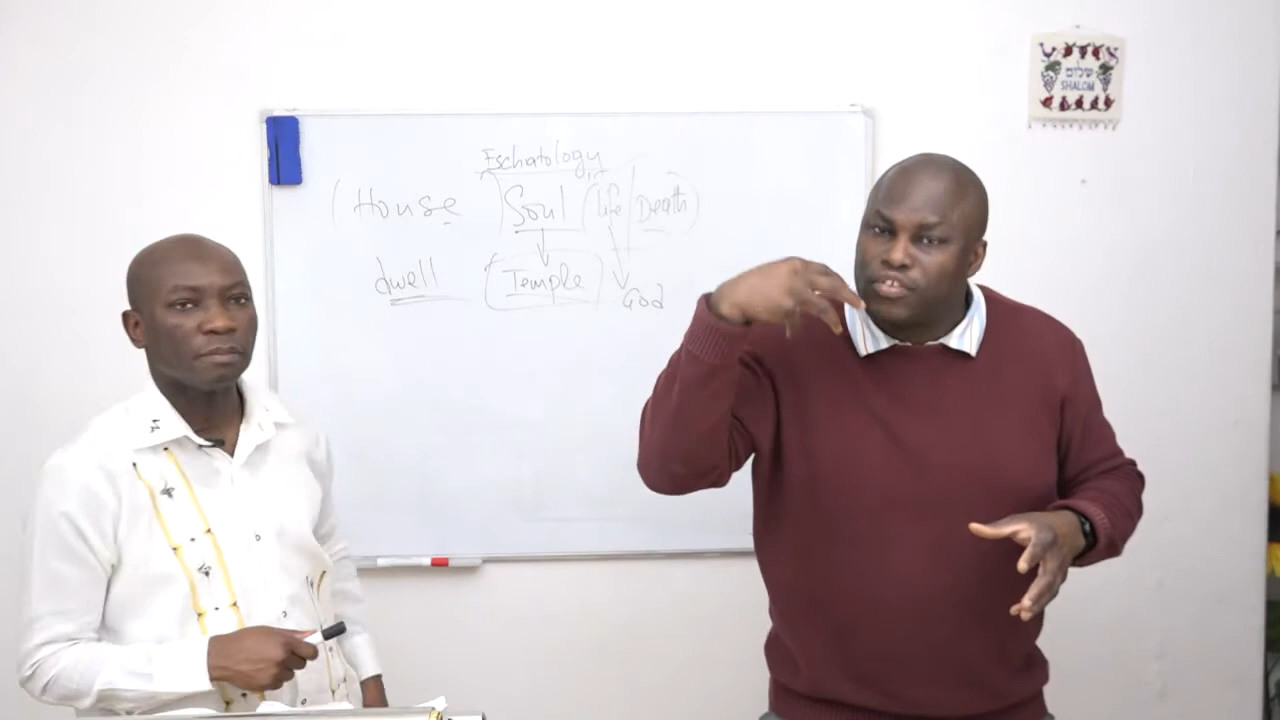 Eschatology
(House) Soul (life/Death)
dwell (Temple) God
שלום
SHALOM